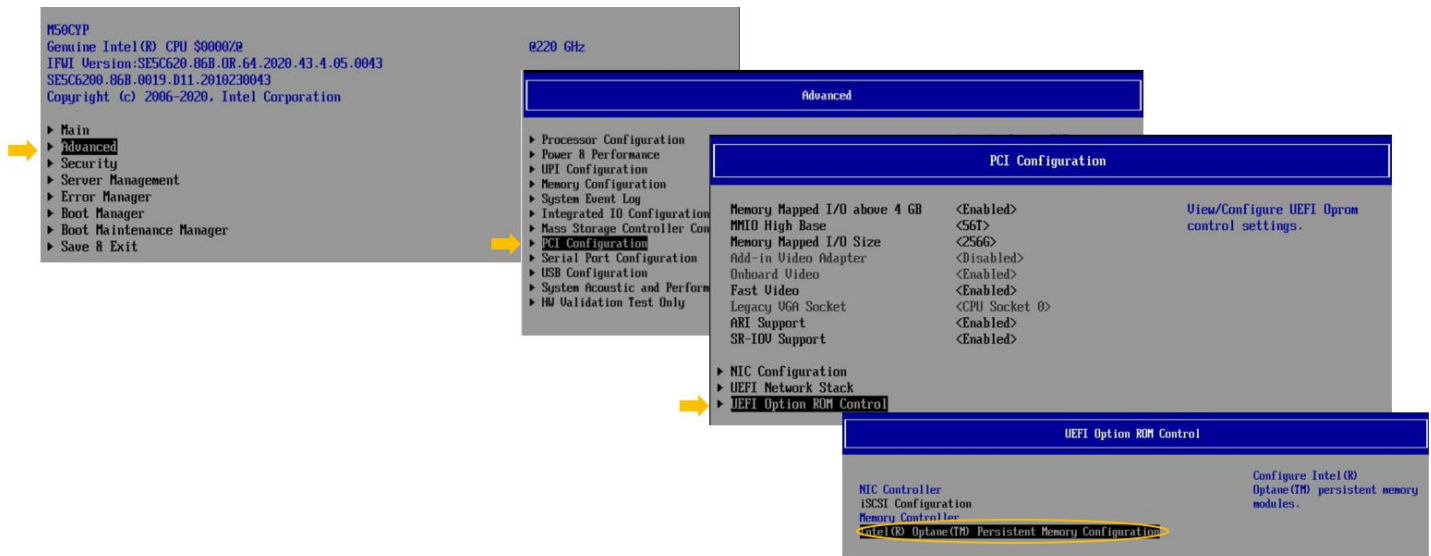 M50CYP
Genuine Intel(R) CPU $0000%@
@220 GHz
IFWI Version:SE5C620.86B.OR.64.2020.43.4.05.0043
SE5C6200.86B.0019.D11.2010230043
Copyright (c) 2006-2020, Intel Corporation
Main
Advanced
Security
Server Management
Error Manager
Boot Manager
Boot Maintenance Manager
Save & Exit
Advanced
Processor Configuration
Power & Performance
UPI Configuration
Memory Configuration
System Event Log
Integrated IO Configuration
Mass Storage Controller Con
PCI Configuration
Serial Port Configuration
USB Configuration
System Acoustic and Perform
HW Validation Test Only
PCI Configuration
Memory Mapped I/O above 4 GB <Enabled>
MMIO High Base <56T>
Memory Mapped I/O Size <256G>
Add-in Video Adapter <Disabled>
Onboard Video <Enabled>
Fast Video <Enabled>
Legacy VGA Socket <CPU Socket 0>
ARI Support <Enabled>
SR-IOV Support <Enabled>
NIC Configuration
UEFI Network Stack
UEFI Option ROM Control
View/Configure UEFI Oprom
control settings.
UEFI Option ROM Control
NIC Controller
iSCSI Configuration
Memory Controller
Intel(R) Optane(TM) Persistent Memory Configuration
Configure Intel(R)
Optane(TM) persistent memory
modules.